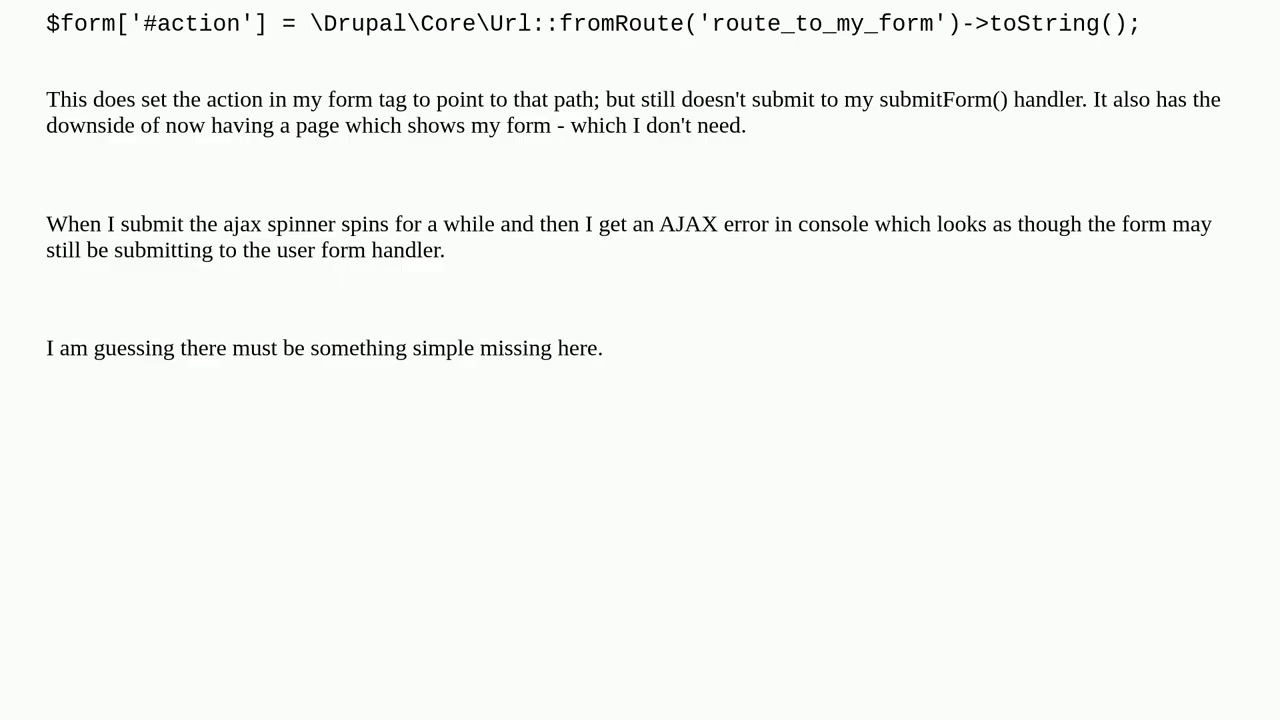 $form['#action'] = \Drupal\Core\Url::fromRoute('route_to_my_form')->toString();
This does set the action in my form tag to point to that path; but still doesn't submit to my submitForm() handler. It also has the
downside of now having a page which shows my form - which I don't need.
When I submit the ajax spinner spins for a while and then I get an AJAX error in console which looks as though the form may
still be submitting to the user form handler.
I am guessing there must be something simple missing here.